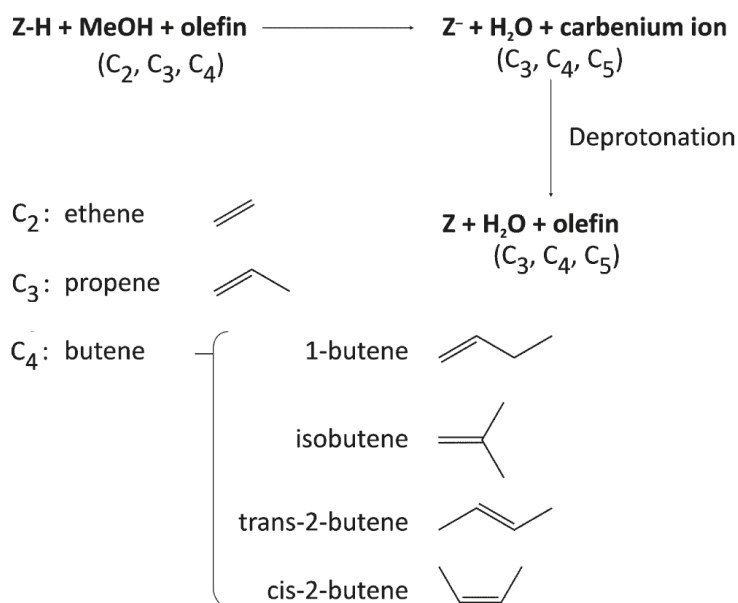 Z-H + MeOH + olefin
(C₂, C₃, C₄)
Z⁻ + H₂O + carbenium ion
(C₃, C₄, C₅)
Deprotonation
Z + H₂O + olefin
(C₃, C₄, C₅)
C₂: ethene
C₃: propene
C₄: butene
1-butene
isobutene
trans-2-butene
cis-2-butene